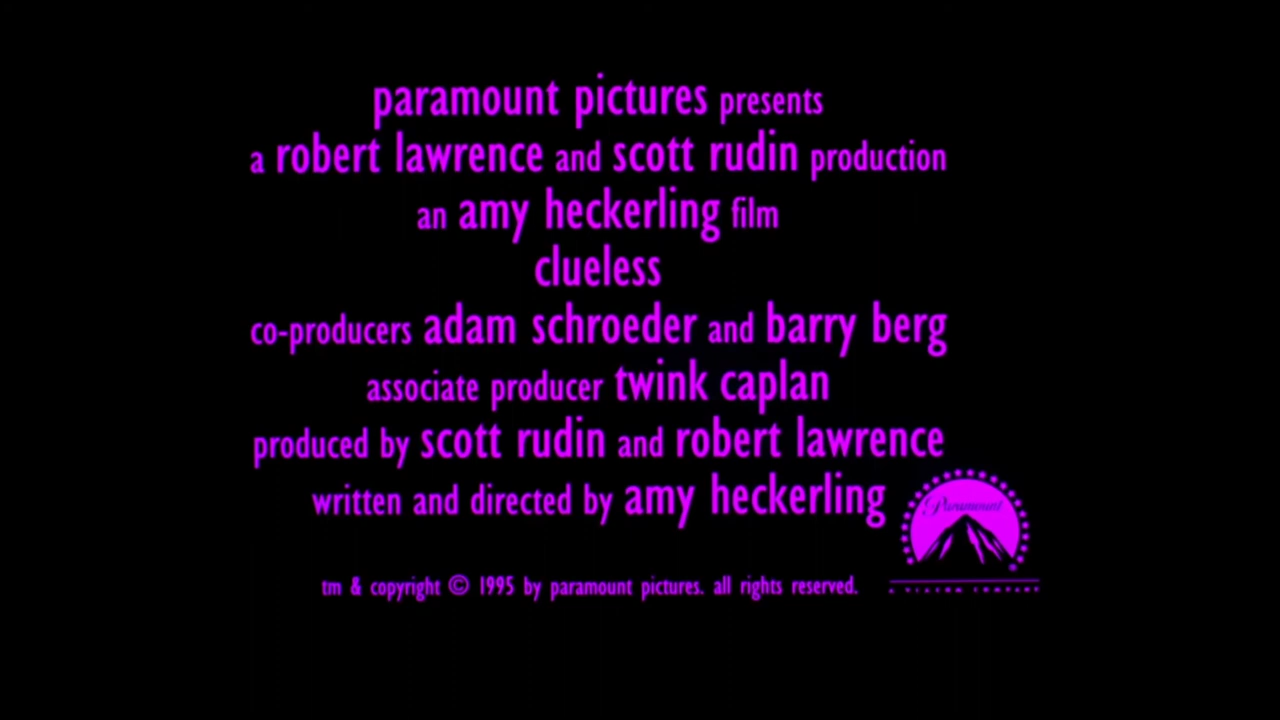 paramount pictures presents
a robert lawrence and scott rudin production
an amy heckerling film
clueless
co-producers adam schroeder and barry berg
associate producer twink caplan
produced by scott rudin and robert lawrence
written and directed by amy heckerling
Paramount
tm & copyright © 1995 by paramount pictures. all rights reserved.